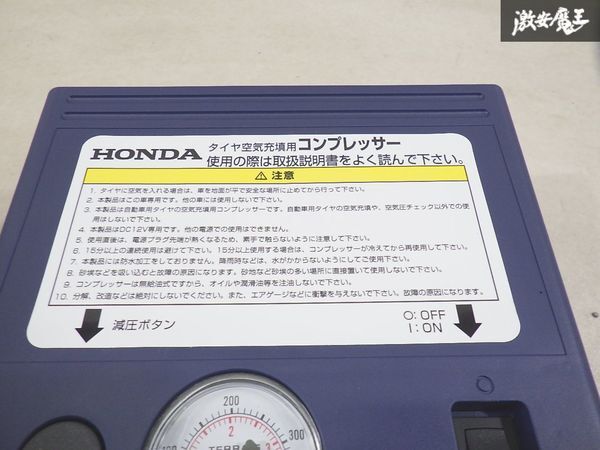 激安魔王
HONDA タイヤ空気充填用コンプレッサー
使用の際は取扱説明書をよく読んで下さい。
⚠ 注意
1. タイヤに空気を入れる場合は、車を地面が平で安全な場所に止めてから行って下さい。
2. 本製品はこの車専用です。他の車には使用しないで下さい。
3. 本製品は自動車用タイヤの空気充填用コンプレッサーです。自動車用タイヤの空気充填や、空気圧チェック以外での使
用はしないで下さい。
4. 本製品はDC12V専用です。他の電源での使用はできません。
5. 使用直後は、電源プラグ先端が熱くなるため、素手で触らないように注意して下さい。
6. 15分以上の連続使用は避けて下さい。15分以上使用する場合は、コンプレッサーが冷えてから再使用して下さい。
7. 本製品には防水加工をしておりません。降雨時などは、水がかからないようにしてご使用下さい。
8. 砂埃などを吸い込むと故障の原因になります。砂地など砂埃の多い場所に直接置いて使用しないで下さい。
9. コンプレッサーは無給油式ですから、オイルや潤滑油等を注油しないで下さい。
10. 分解、改造などは絶対にしないでください。また、エアゲージなどに衝撃を与えないで下さい。故障の原因になります。
減圧ボタン
○:OFF
I:ON
200
300
2
3